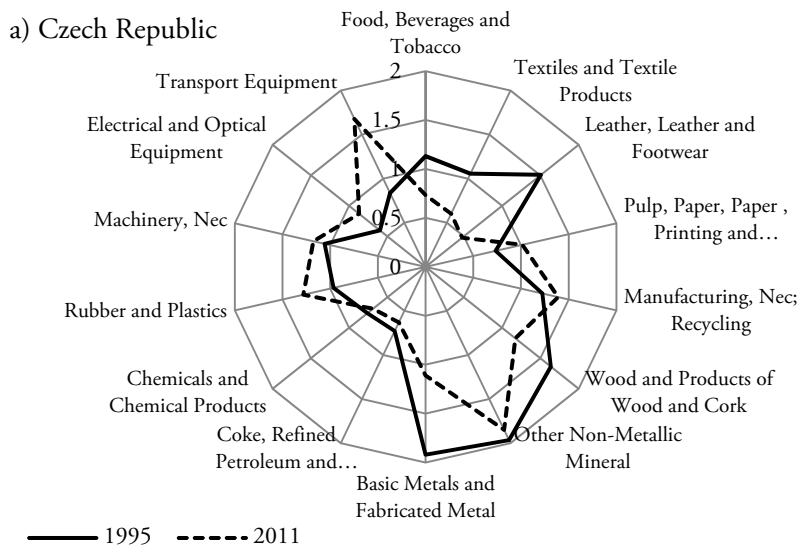 a) Czech Republic
Food, Beverages and
Tobacco
Textiles and Textile
Products
Leather, Leather and
Footwear
Pulp, Paper, Paper ,
Printing and…
Manufacturing, Nec;
Recycling
Wood and Products of
Wood and Cork
Other Non-Metallic
Mineral
Basic Metals and
Fabricated Metal
Coke, Refined
Petroleum and…
Chemicals and
Chemical Products
Rubber and Plastics
Machinery, Nec
Electrical and Optical
Equipment
Transport Equipment
2
1.5
1
0.5
0
1995
2011